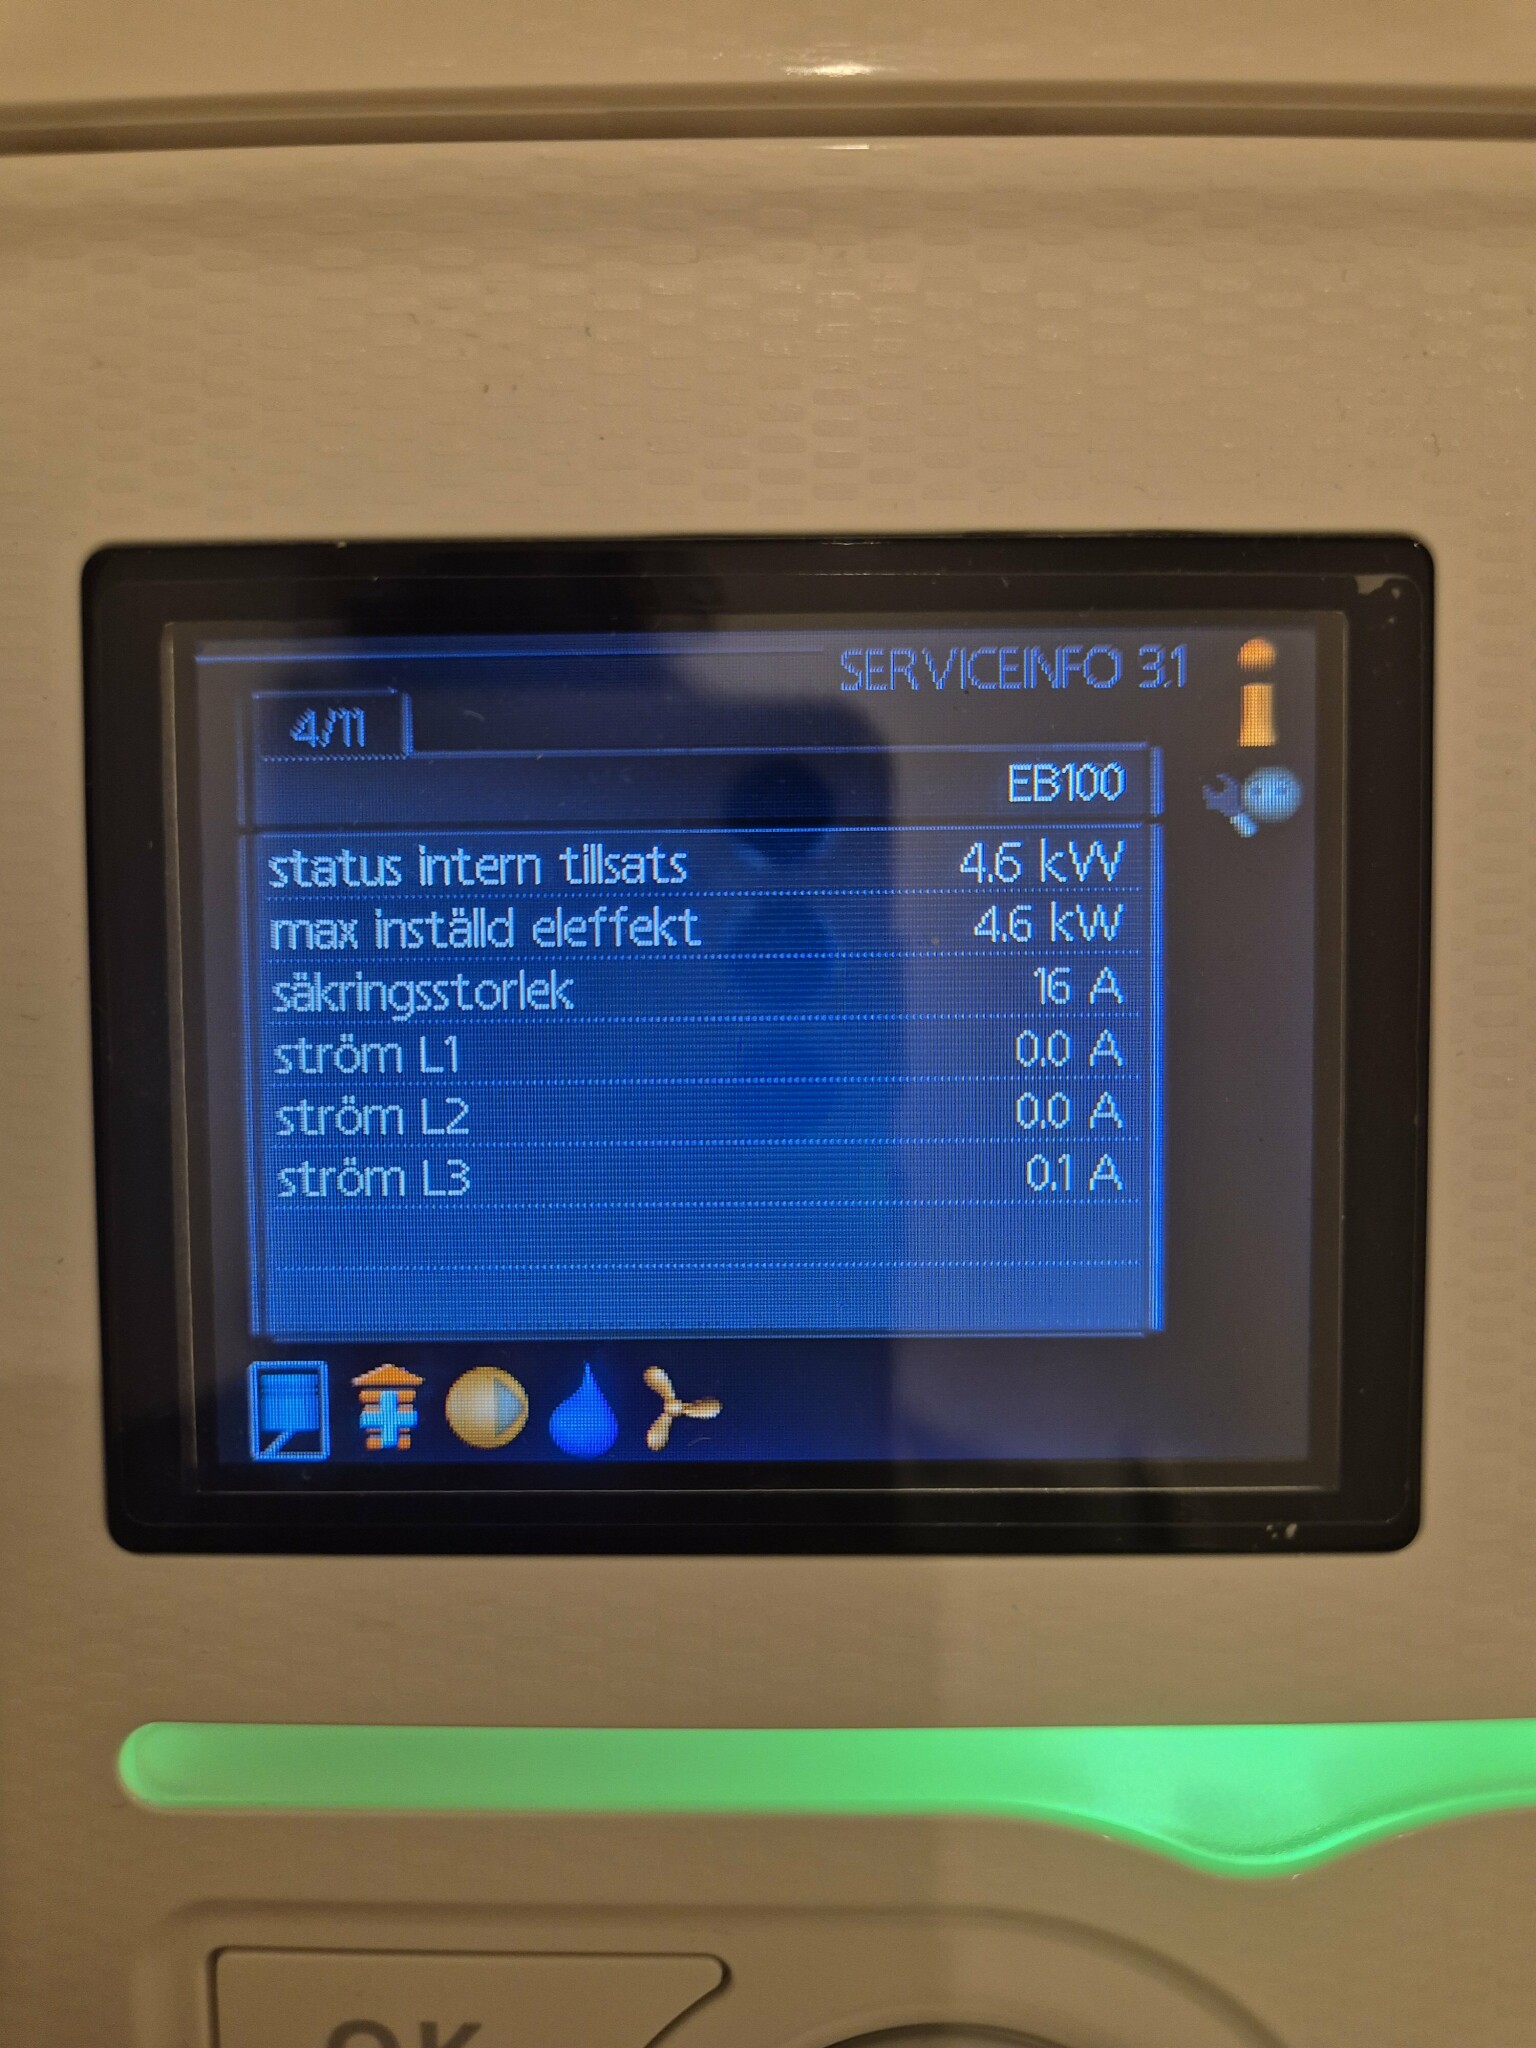 SERVICEINFO 3.1
4/11
EB100
status intern tillsats 4.6 kW
max inställd eleffekt 4.6 kW
säkringsstorlek 16 A
ström L1 0.0 A
ström L2 0.0 A
ström L3 0.1 A
OK